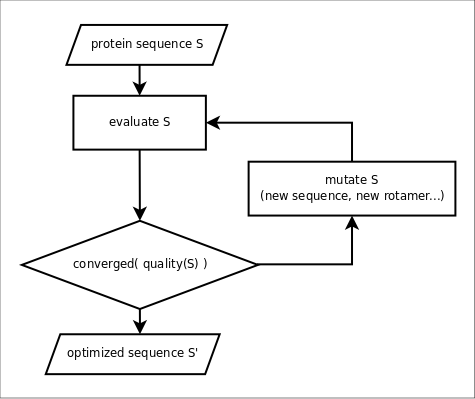 protein sequence S
evaluate S
mutate S
(new sequence, new rotamer...)
converged( quality(S) )
optimized sequence S'